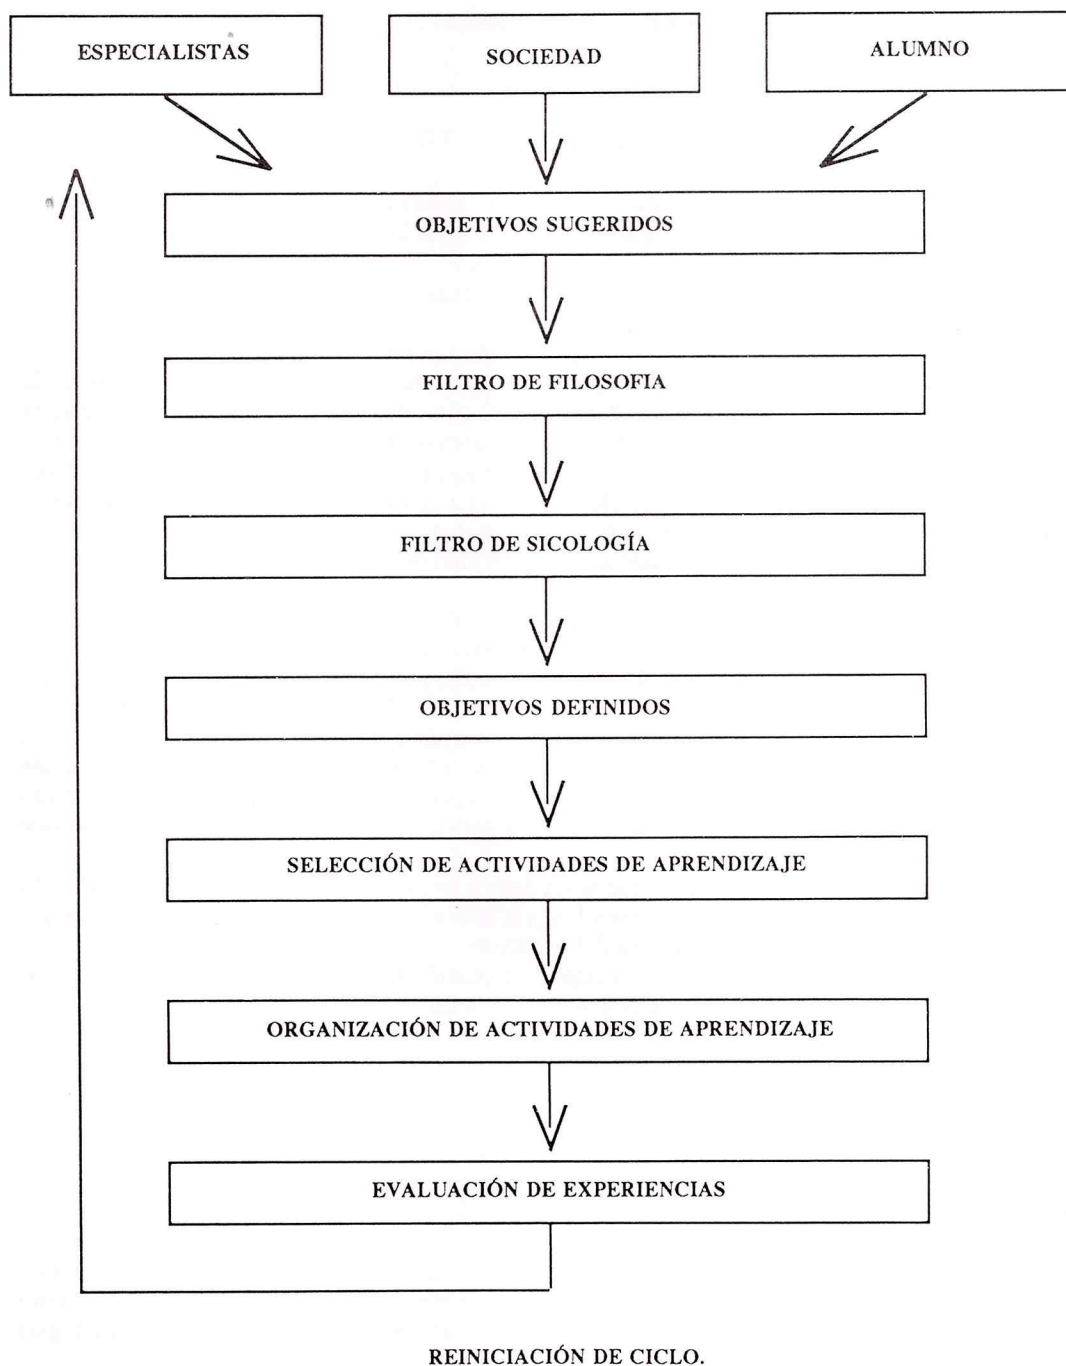 ESPECIALISTAS
SOCIEDAD
ALUMNO
OBJETIVOS SUGERIDOS
FILTRO DE FILOSOFIA
FILTRO DE SICOLOGÍA
OBJETIVOS DEFINIDOS
SELECCIÓN DE ACTIVIDADES DE APRENDIZAJE
ORGANIZACIÓN DE ACTIVIDADES DE APRENDIZAJE
EVALUACIÓN DE EXPERIENCIAS
REINICIACIÓN DE CICLO.